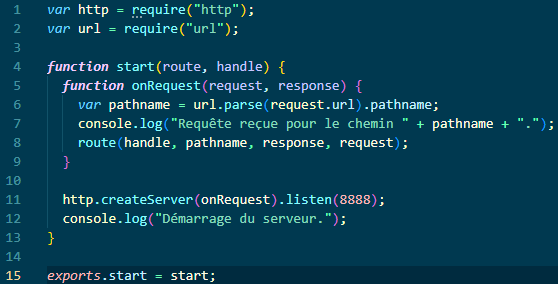 1 var http = require("http");
2 var url = require("url");
3
4 function start(route, handle) {
5 function onRequest(request, response) {
6 var pathname = url.parse(request.url).pathname;
7 console.log("Requête reçue pour le chemin " + pathname + ".");
8 route(handle, pathname, response, request);
9 }
10
11 http.createServer(onRequest).listen(8888);
12 console.log("Démarrage du serveur.");
13 }
14
15 exports.start = start;